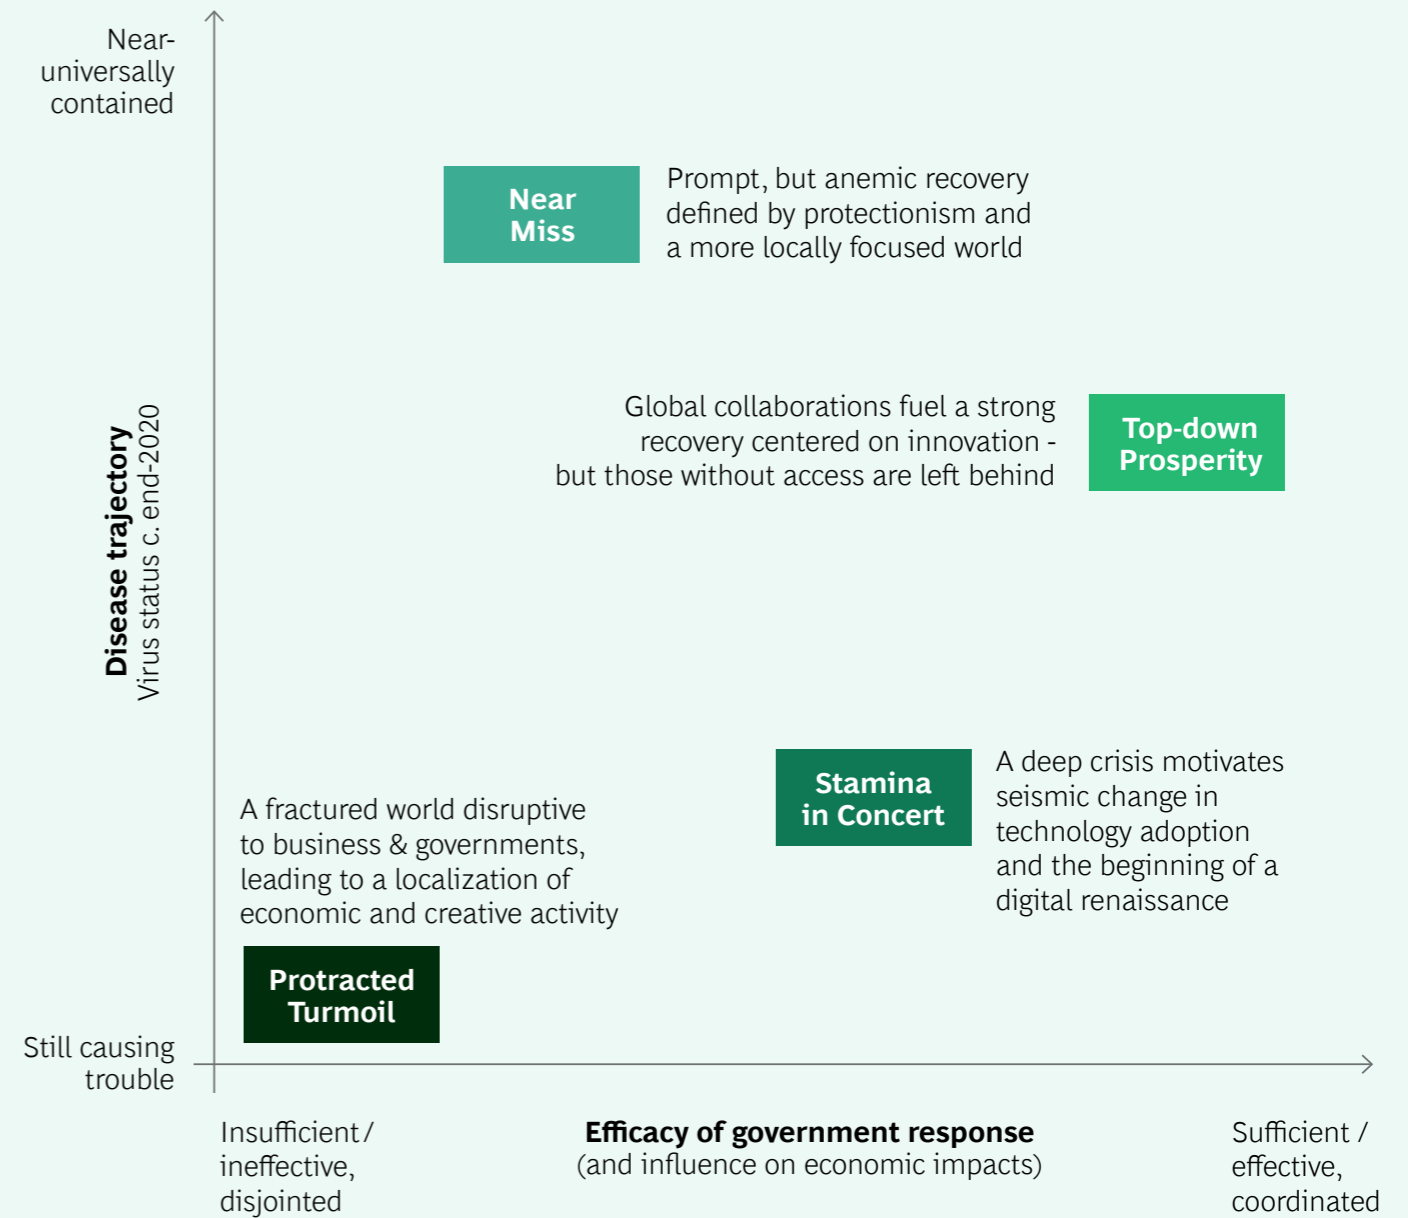 Near-
universally
contained
Near
Miss
Prompt, but anemic recovery
defined by protectionism and
a more locally focused world
Global collaborations fuel a strong
recovery centered on innovation -
but those without access are left behind
Top-down
Prosperity
Disease trajectory
Virus status c. end-2020
Stamina
in Concert
A deep crisis motivates
seismic change in
technology adoption
and the beginning of a
digital renaissance
A fractured world disruptive
to business & governments,
leading to a localization of
economic and creative activity
Protracted
Turmoil
Still causing
trouble
Insufficient /
ineffective,
disjointed
Efficacy of government response
(and influence on economic impacts)
Sufficient /
effective,
coordinated